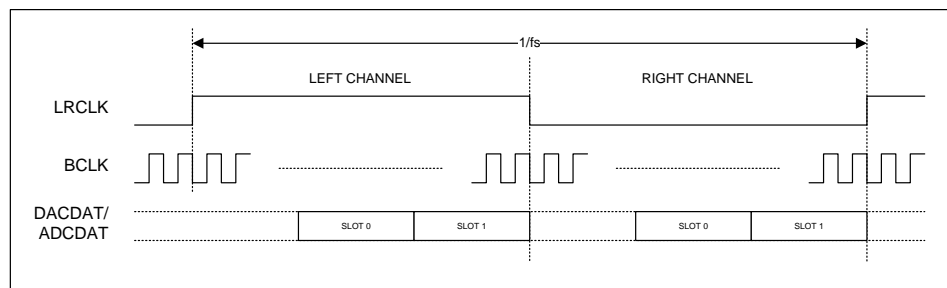 1/fs
LEFT CHANNEL
RIGHT CHANNEL
LRCLK
BCLK
DACDAT/
ADCDAT
SLOT 0
SLOT 1
SLOT 0
SLOT 1